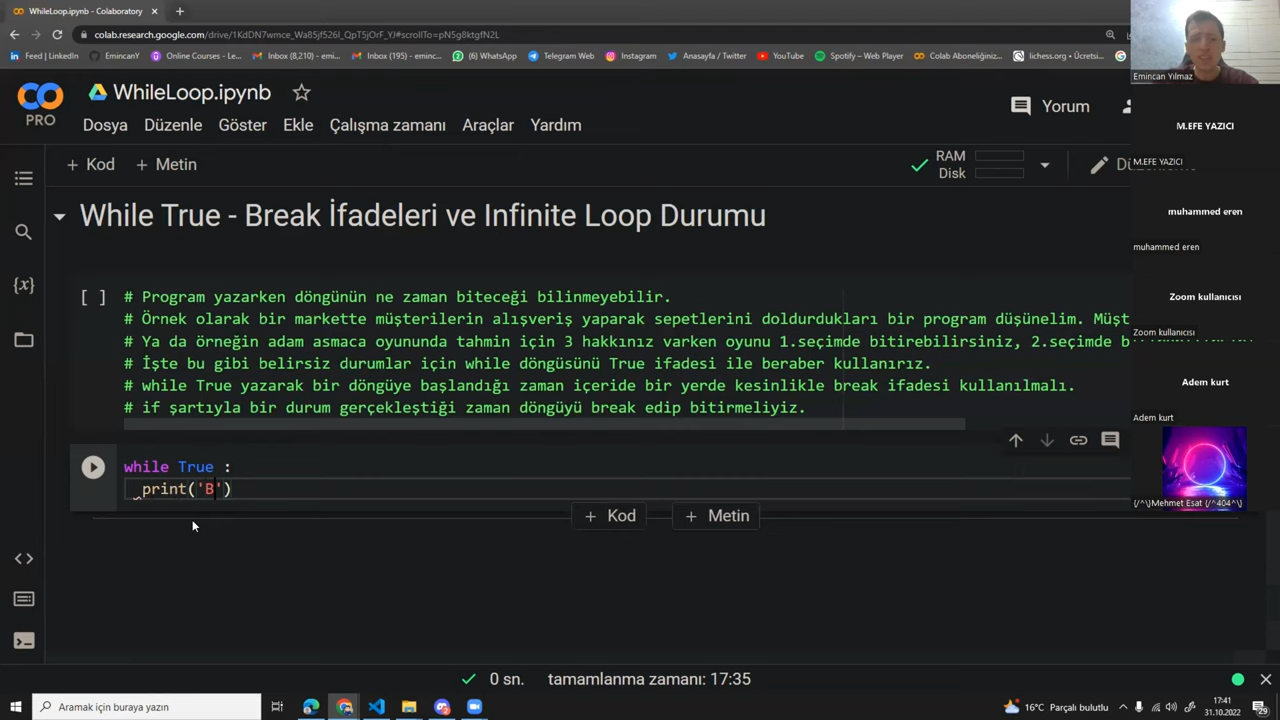 WhileLoop.ipynb - Colaboratory
colab.research.google.com/drive/1KdDN7wmce_Wa85jf526I_QpT5jOrF_YJ#scrollTo=pN5g8ktgfN2L
Feed | LinkedIn
EmincanY
Online Courses - Le...
Inbox (8,210) - emi...
Inbox (195) - eminc...
(6) WhatsApp
Telegram Web
Instagram
Anasayfa / Twitter
YouTube
Spotify – Web Player
Colab Aboneliğiniz...
lichess.org • Ücretsi...
Emincan Yılmaz
WhileLoop.ipynb
PRO
Yorum
Dosya Düzenle Göster Ekle Çalışma zamanı Araçlar Yardım
M.EFE YAZICI
M.EFE YAZICI
+ Kod + Metin
RAM
Disk
While True - Break İfadeleri ve Infinite Loop Durumu
muhammed eren
muhammed eren
[ ] # Program yazarken döngünün ne zaman biteceği bilinmeyebilir.
# Örnek olarak bir markette müşterilerin alışveriş yaparak sepetlerini doldurdukları bir program düşünelim. Müşt
# Ya da örneğin adam asmaca oyununda tahmin için 3 hakkınız varken oyunu 1.seçimde bitirebilirsiniz, 2.seçimde b
# İşte bu gibi belirsiz durumlar için while döngüsünü True ifadesi ile beraber kullanırız.
# while True yazarak bir döngüye başlandığı zaman içeride bir yerde kesinlikle break ifadesi kullanılmalı.
# if şartıyla bir durum gerçekleştiği zaman döngüyü break edip bitirmeliyiz.
Zoom kullanıcısı
Zoom kullanıcısı
Adem kurt
Adem kurt
while True :
print('B')
(/^\)Mehmet Esat (/^404^\)
+ Kod + Metin
0 sn. tamamlanma zamanı: 17:35
Aramak için buraya yazın
16°C Parçalı bulutlu
17:41
31.10.2022
29